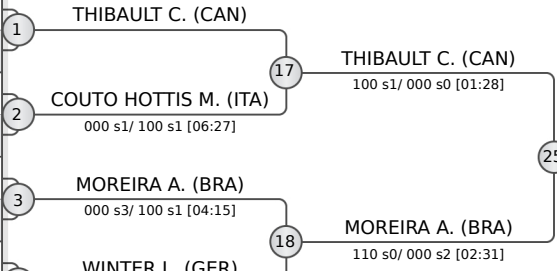 THIBAULT C. (CAN)
1
17
THIBAULT C. (CAN)
100 s1/ 000 s0 [01:28]
2
COUTO HOTTIS M. (ITA)
000 s1/ 100 s1 [06:27]
25
3
MOREIRA A. (BRA)
000 s3/ 100 s1 [04:15]
18
MOREIRA A. (BRA)
110 s0/ 000 s2 [02:31]
WINTER L. (GER)